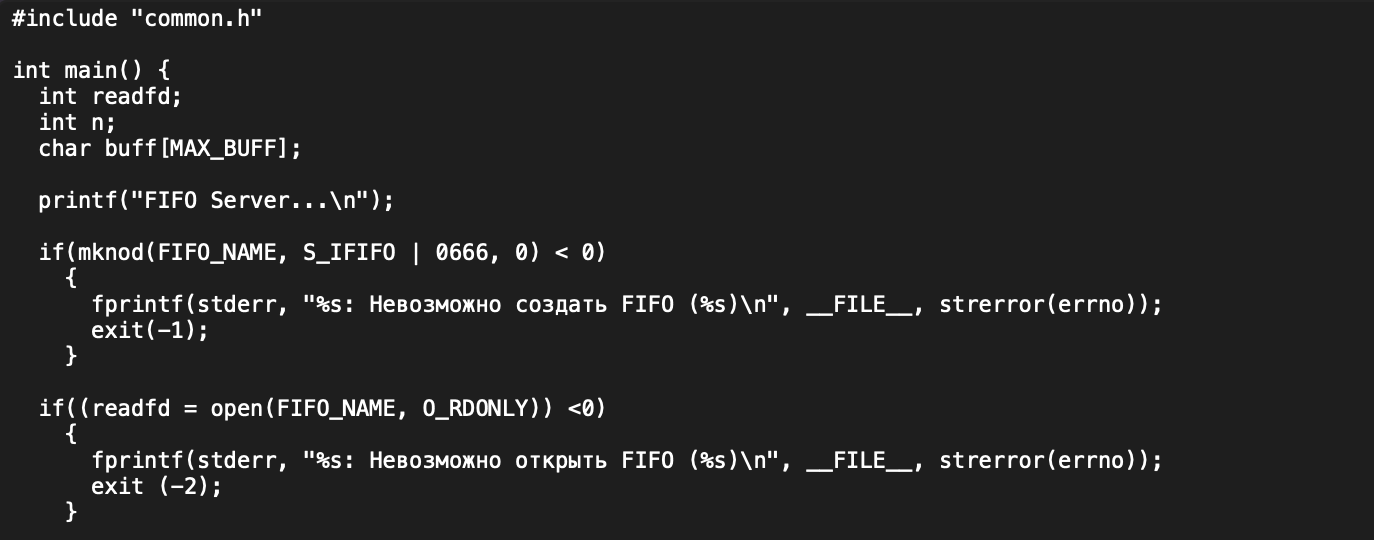 #include "common.h"
int main() {
int readfd;
int n;
char buff[MAX_BUFF];
printf("FIFO Server...\n");
if(mknod(FIFO_NAME, S_IFIFO | 0666, 0) < 0)
{
fprintf(stderr, "%s: Невозможно создать FIFO (%s)\n", __FILE__, strerror(errno));
exit(-1);
}
if((readfd = open(FIFO_NAME, O_RDONLY)) <0)
{
fprintf(stderr, "%s: Невозможно открыть FIFO (%s)\n", __FILE__, strerror(errno));
exit (-2);
}